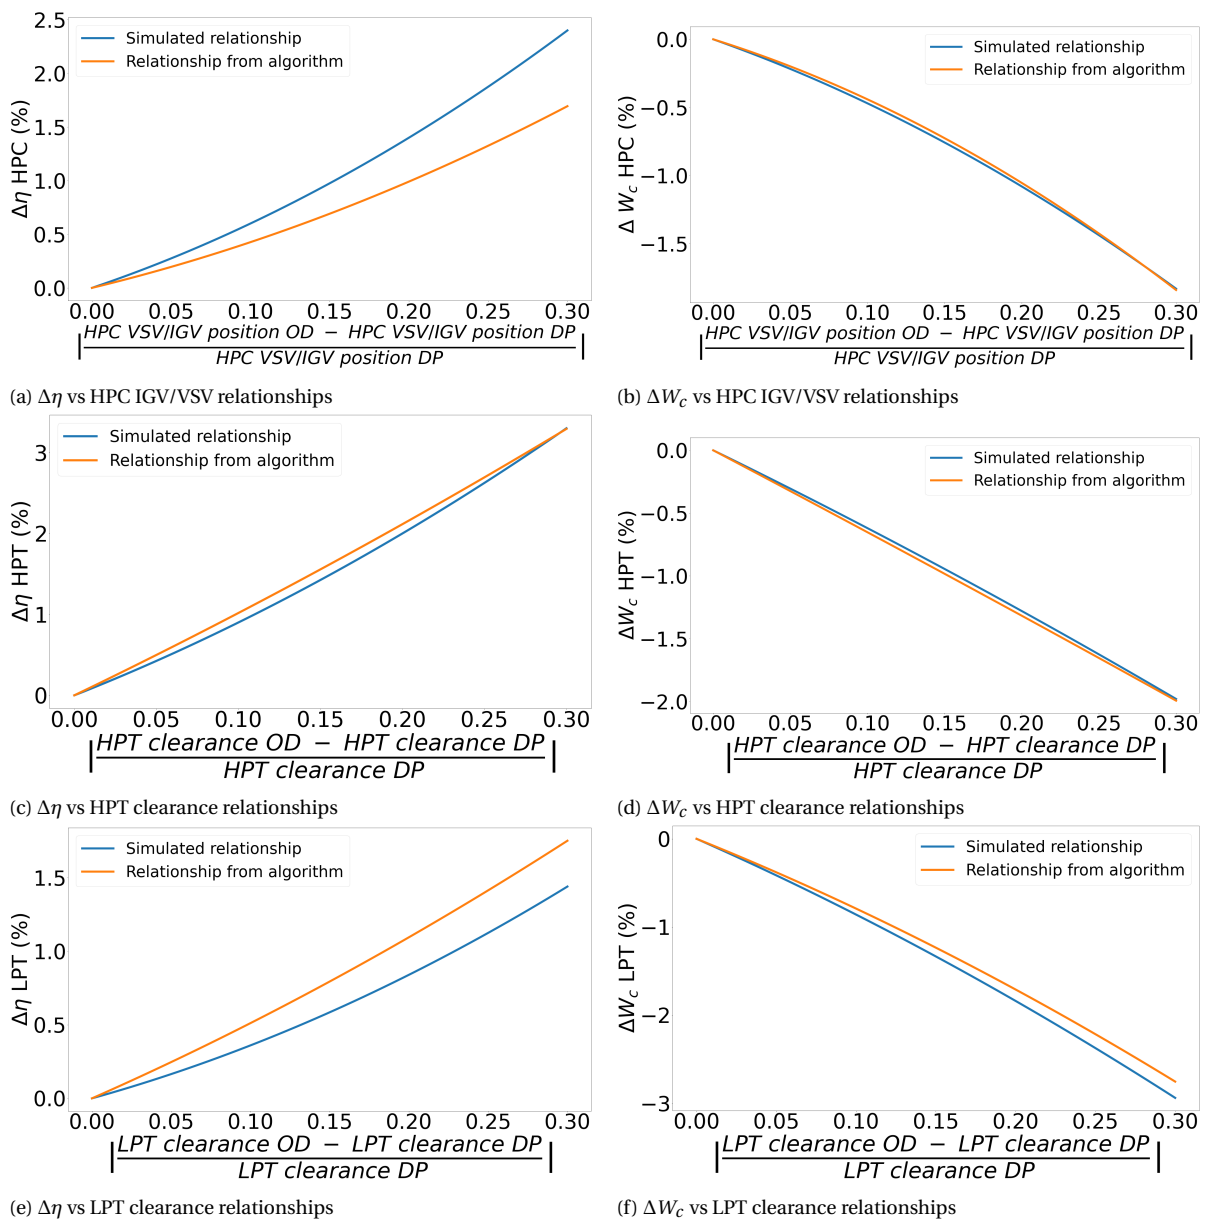 2.5
2.0
1.5
1.0
0.5
0.0
Δη HPC (%)
Simulated relationship
Relationship from algorithm
0.00 0.05 0.10 0.15 0.20 0.25 0.30
HPC VSV/IGV position OD − HPC VSV/IGV position DP
HPC VSV/IGV position DP
(a) Δη vs HPC IGV/VSV relationships
0.0
−0.5
−1.0
−1.5
Δ W_c HPC (%)
Simulated relationship
Relationship from algorithm
0.00 0.05 0.10 0.15 0.20 0.25 0.30
HPC VSV/IGV position OD − HPC VSV/IGV position DP
HPC VSV/IGV position DP
(b) ΔW_c vs HPC IGV/VSV relationships
3
2
1
0
Δη HPT (%)
Simulated relationship
Relationship from algorithm
0.00 0.05 0.10 0.15 0.20 0.25 0.30
HPT clearance OD − HPT clearance DP
HPT clearance DP
(c) Δη vs HPT clearance relationships
0.0
−0.5
−1.0
−1.5
−2.0
ΔW_c HPT (%)
Simulated relationship
Relationship from algorithm
0.00 0.05 0.10 0.15 0.20 0.25 0.30
HPT clearance OD − HPT clearance DP
HPT clearance DP
(d) ΔW_c vs HPT clearance relationships
1.5
1.0
0.5
0.0
Δη LPT (%)
Simulated relationship
Relationship from algorithm
0.00 0.05 0.10 0.15 0.20 0.25 0.30
LPT clearance OD − LPT clearance DP
LPT clearance DP
(e) Δη vs LPT clearance relationships
0
−1
−2
−3
ΔW_c LPT (%)
Simulated relationship
Relationship from algorithm
0.00 0.05 0.10 0.15 0.20 0.25 0.30
LPT clearance OD − LPT clearance DP
LPT clearance DP
(f) ΔW_c vs LPT clearance relationships